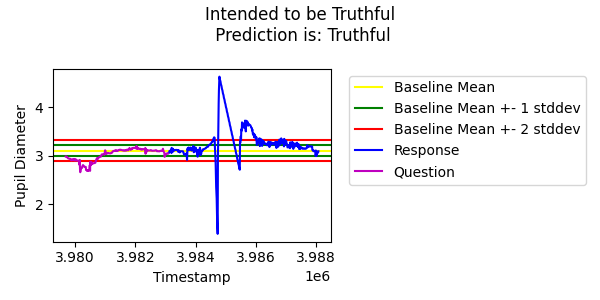 Intended to be Truthful
Prediction is: Truthful
Pupil Diameter
4
3
2
3.980 3.982 3.984 3.986 3.988
1e6
Timestamp
Baseline Mean
Baseline Mean +- 1 stddev
Baseline Mean +- 2 stddev
Response
Question